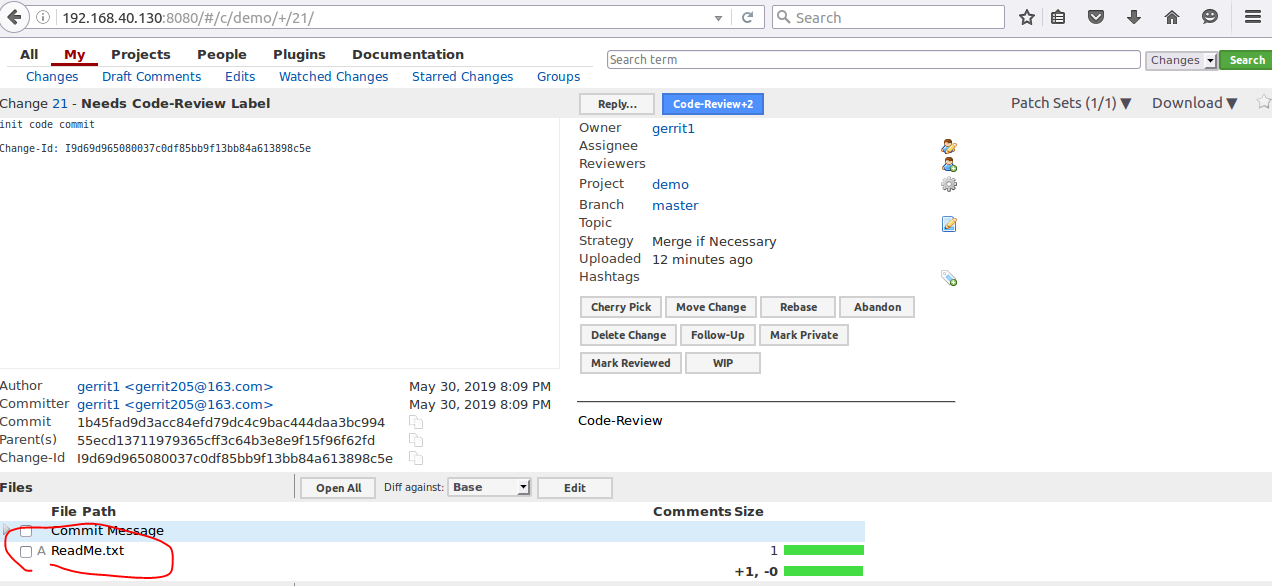 192.168.40.130:8080/#/c/demo/+/21/ Search
All My Projects People Plugins Documentation
Search term Changes Search
Changes Draft Comments Edits Watched Changes Starred Changes Groups
Change 21 - Needs Code-Review Label Reply... Code-Review+2 Patch Sets (1/1) ▼ Download ▼
init code commit
Change-Id: I9d69d965080037c0df85bb9f13bb84a613898c5e
Owner gerrit1
Assignee
Reviewers
Project demo
Branch master
Topic
Strategy Merge if Necessary
Uploaded 12 minutes ago
Hashtags
Cherry Pick Move Change Rebase Abandon
Delete Change Follow-Up Mark Private
Mark Reviewed WIP
Author gerrit1 <gerrit205@163.com> May 30, 2019 8:09 PM
Committer gerrit1 <gerrit205@163.com> May 30, 2019 8:09 PM
Commit 1b45fad9d3acc84efd79dc4c9bac444daa3bc994
Parent(s) 55ecd13711979365cff3c64b3e8e9f15f96f62fd
Change-Id I9d69d965080037c0df85bb9f13bb84a613898c5e
Code-Review
Files Open All Diff against: Base Edit
File Path Comments Size
Commit Message
A ReadMe.txt 1
+1, -0